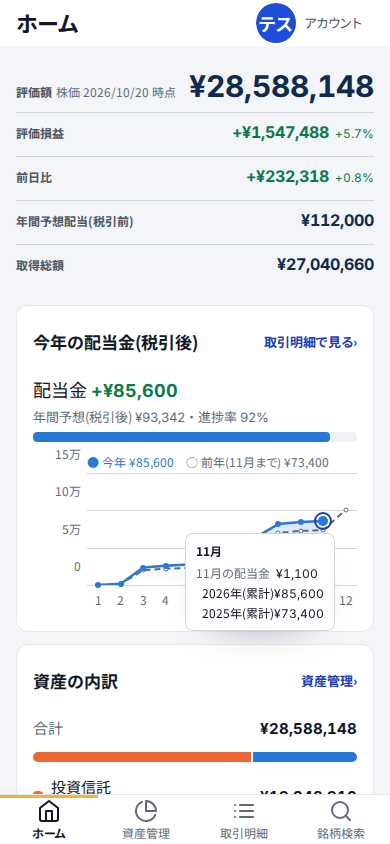 ホーム
テス アカウント
評価額 株価 2026/10/20 時点 ¥28,588,148
評価損益 +¥1,547,488 +5.7%
前日比 +¥232,318 +0.8%
年間予想配当(税引前) ¥112,000
取得総額 ¥27,040,660
今年の配当金(税引後) 取引明細で見る›
配当金 +¥85,600
年間予想(税引後) ¥93,342・進捗率 92%
15万 今年 ¥85,600 前年(11月まで) ¥73,400
10万
5万
0
11月
11月の配当金 ¥1,100
2026年(累計)¥85,600
2025年(累計)¥73,400
1 2 3 4 12
資産の内訳 資産管理›
合計 ¥28,588,148
投資信託
ホーム 資産管理 取引明細 銘柄検索